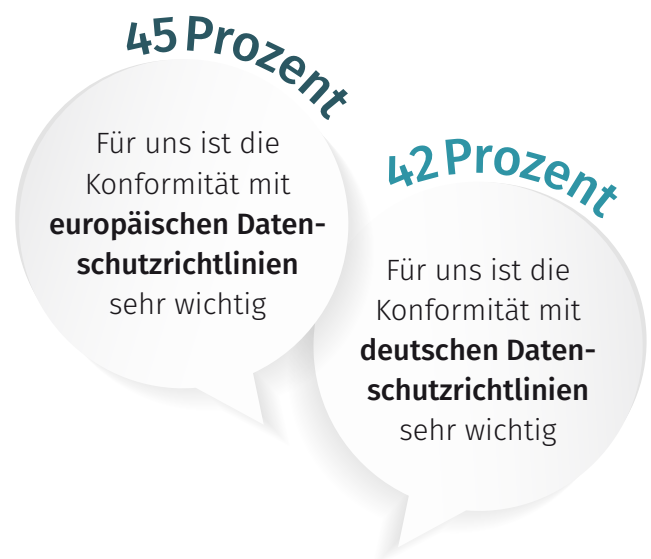 45 Prozent
Für uns ist die
Konformität mit
europäischen Daten-
schutzrichtlinien
sehr wichtig
42 Prozent
Für uns ist die
Konformität mit
deutschen Daten-
schutzrichtlinien
sehr wichtig